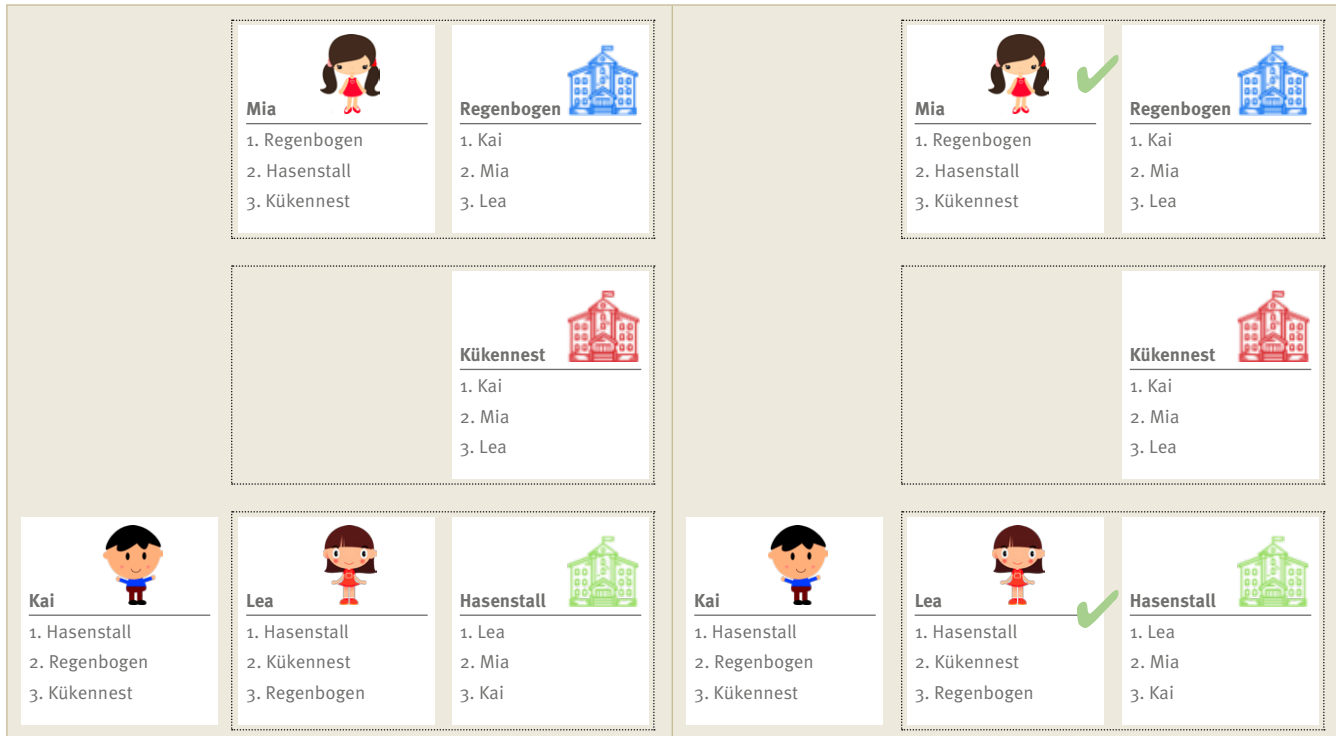 Mia
1. Regenbogen
2. Hasenstall
3. Kükennest
Regenbogen
1. Kai
2. Mia
3. Lea
Kükennest
1. Kai
2. Mia
3. Lea
Kai
1. Hasenstall
2. Regenbogen
3. Kükennest
Lea
1. Hasenstall
2. Kükennest
3. Regenbogen
Hasenstall
1. Lea
2. Mia
3. Kai
Mia
1. Regenbogen
2. Hasenstall
3. Kükennest
Regenbogen
1. Kai
2. Mia
3. Lea
Kükennest
1. Kai
2. Mia
3. Lea
Kai
1. Hasenstall
2. Regenbogen
3. Kükennest
Lea
1. Hasenstall
2. Kükennest
3. Regenbogen
Hasenstall
1. Lea
2. Mia
3. Kai